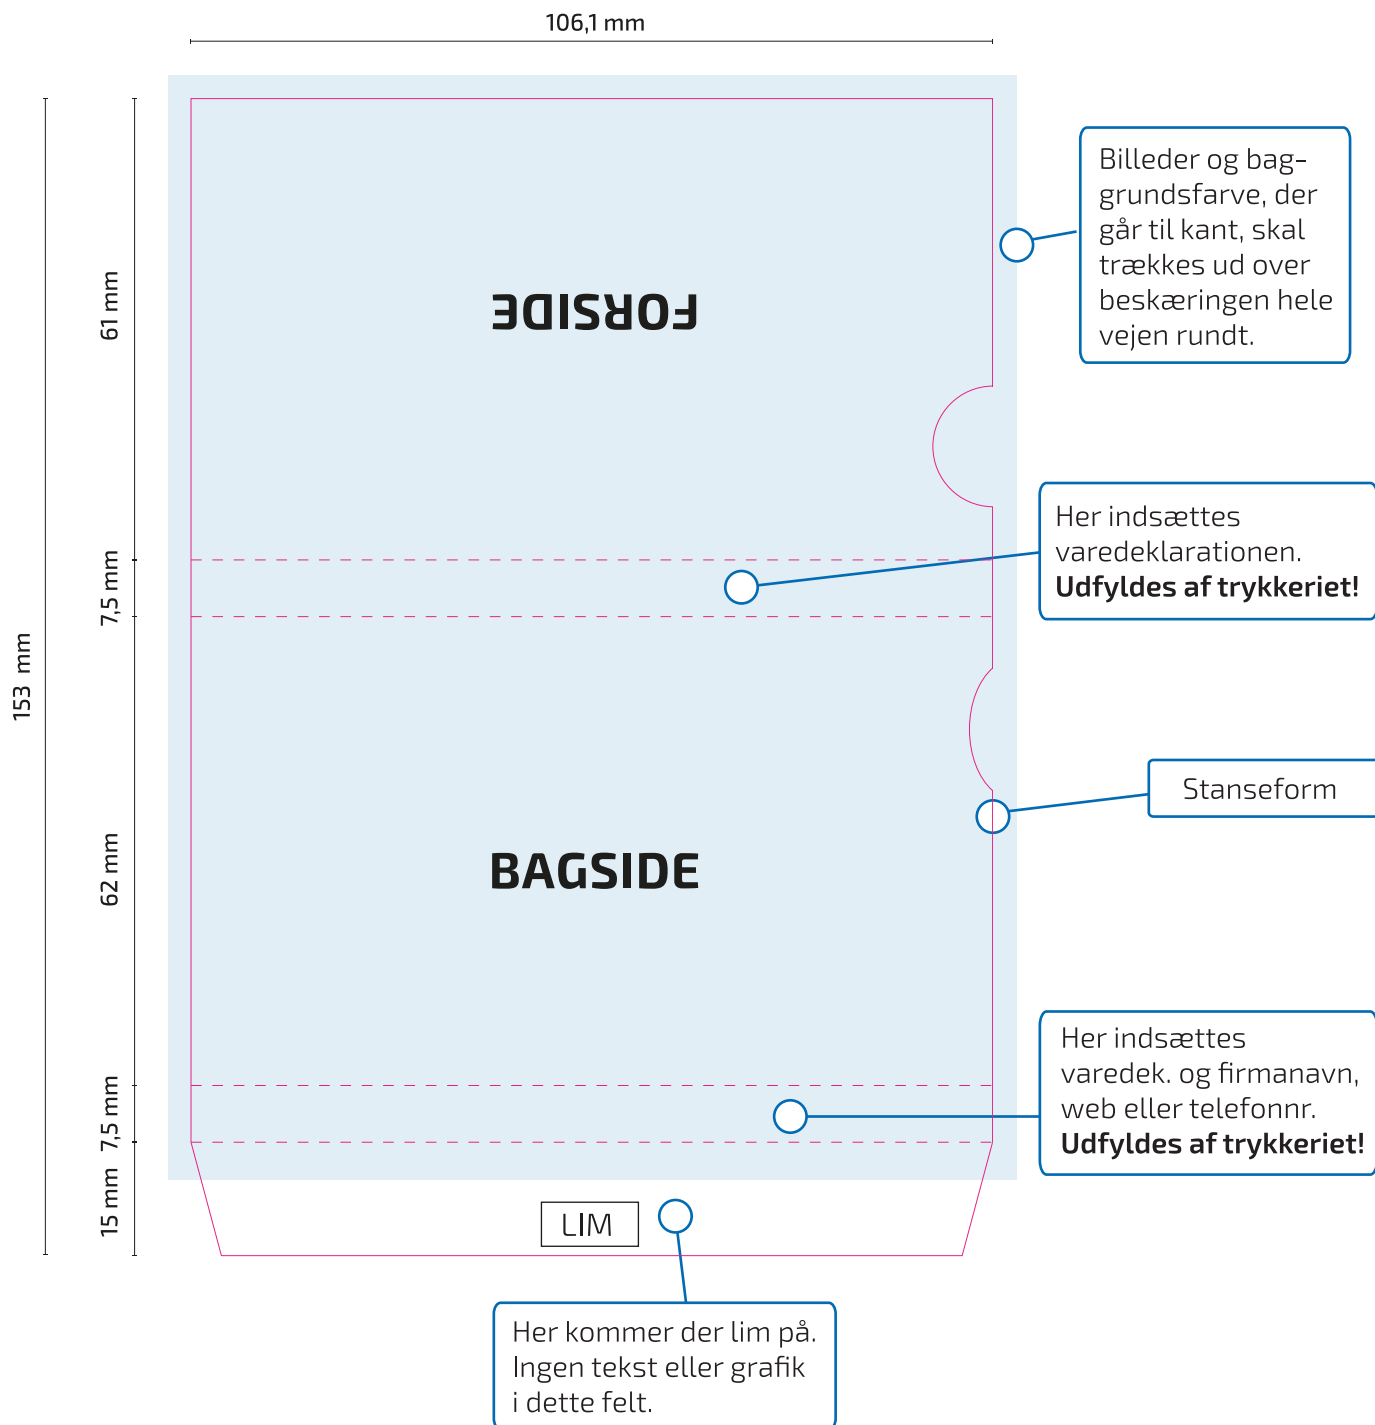 106,1 mm
Billeder og bag-
grundsfarve, der
går til kant, skal
trækkes ud over
beskæringen hele
vejen rundt.
61 mm
FORSIDE
Her indsættes
varedeklarationen.
Udfyldes af trykkeriet!
7,5 mm
153 mm
Stanseform
62 mm
BAGSIDE
Her indsættes
varedek. og firmanavn,
web eller telefonnr.
Udfyldes af trykkeriet!
7,5 mm
15 mm
LIM
Her kommer der lim på.
Ingen tekst eller grafik
i dette felt.